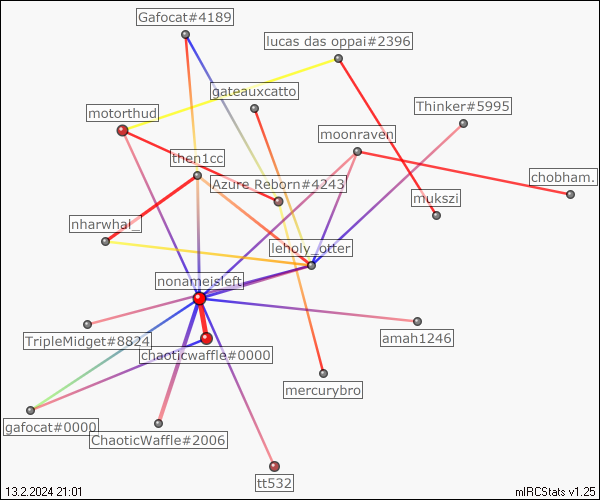 Gafocat#4189
lucas das oppai#2396
gateauxcatto
Thinker#5995
motorthud
moonraven
then1cc
chobham.
Azure Reborn#4243
mukszi
nharwhal_
leholy_otter
nonameisleft
TripleMidget#8824
amah1246
chaoticwaffle#0000
mercurybro
gafocat#0000
ChaoticWaffle#2006
tt532
13.2.2024 21:01
mIRCStats v1.25